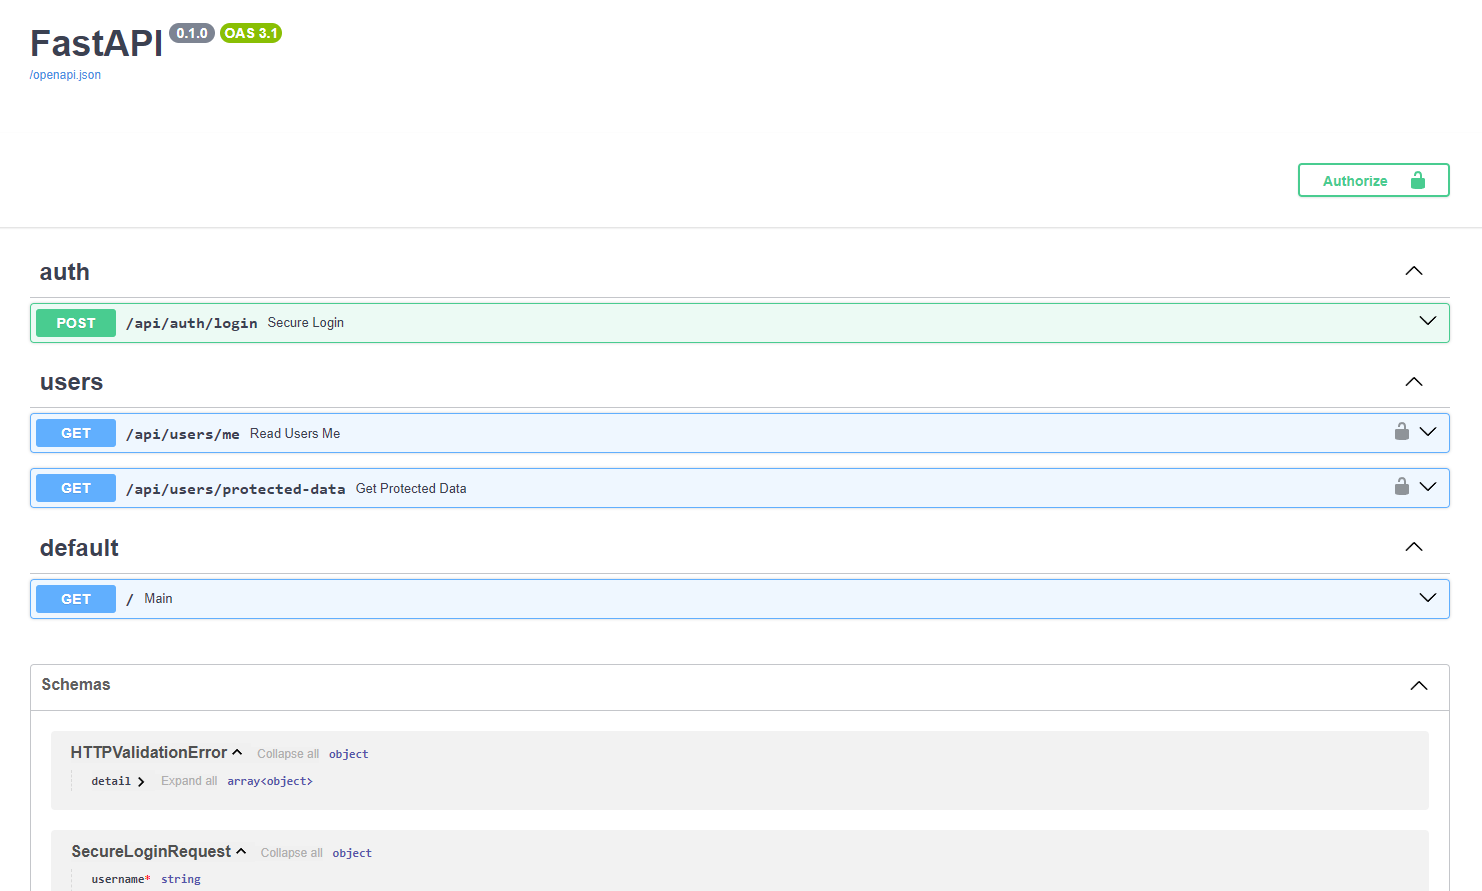 FastAPI 0.1.0 OAS 3.1
/openapi.json
Authorize
auth
POST /api/auth/login Secure Login
users
GET /api/users/me Read Users Me
GET /api/users/protected-data Get Protected Data
default
GET / Main
Schemas
HTTPValidationError Collapse all object
detail Expand all array<object>
SecureLoginRequest Collapse all object
username* string